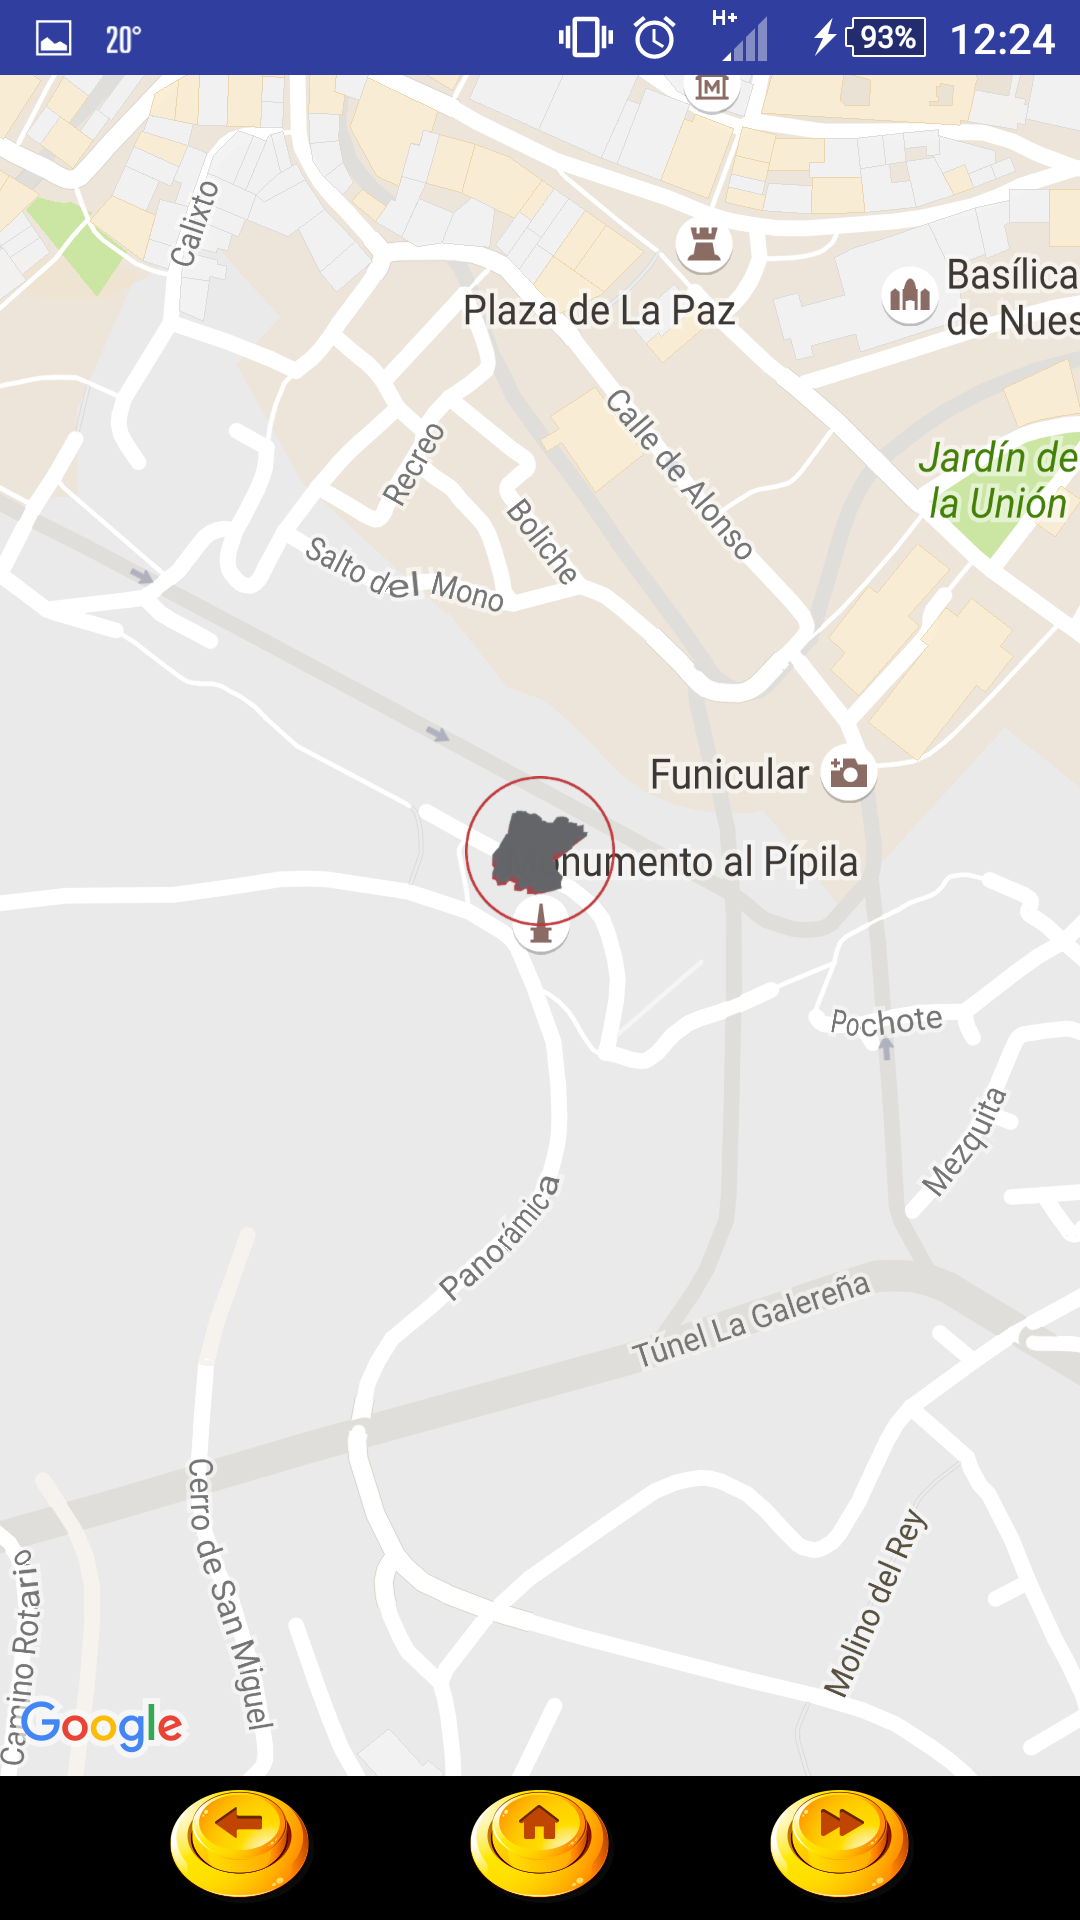 20°
H+
93%
12:24
M
Calixto
Basílica
de Nues
Plaza de La Paz
Calle de Alonso
Recreo
Jardín de
la Unión
Boliche
Salto del Mono
Funicular
numento al Pípila
Pochote
Mezquita
Panorámica
Túnel La Galereña
Cerro de San Miguel
Molino del Rey
Camino Rotario
Google